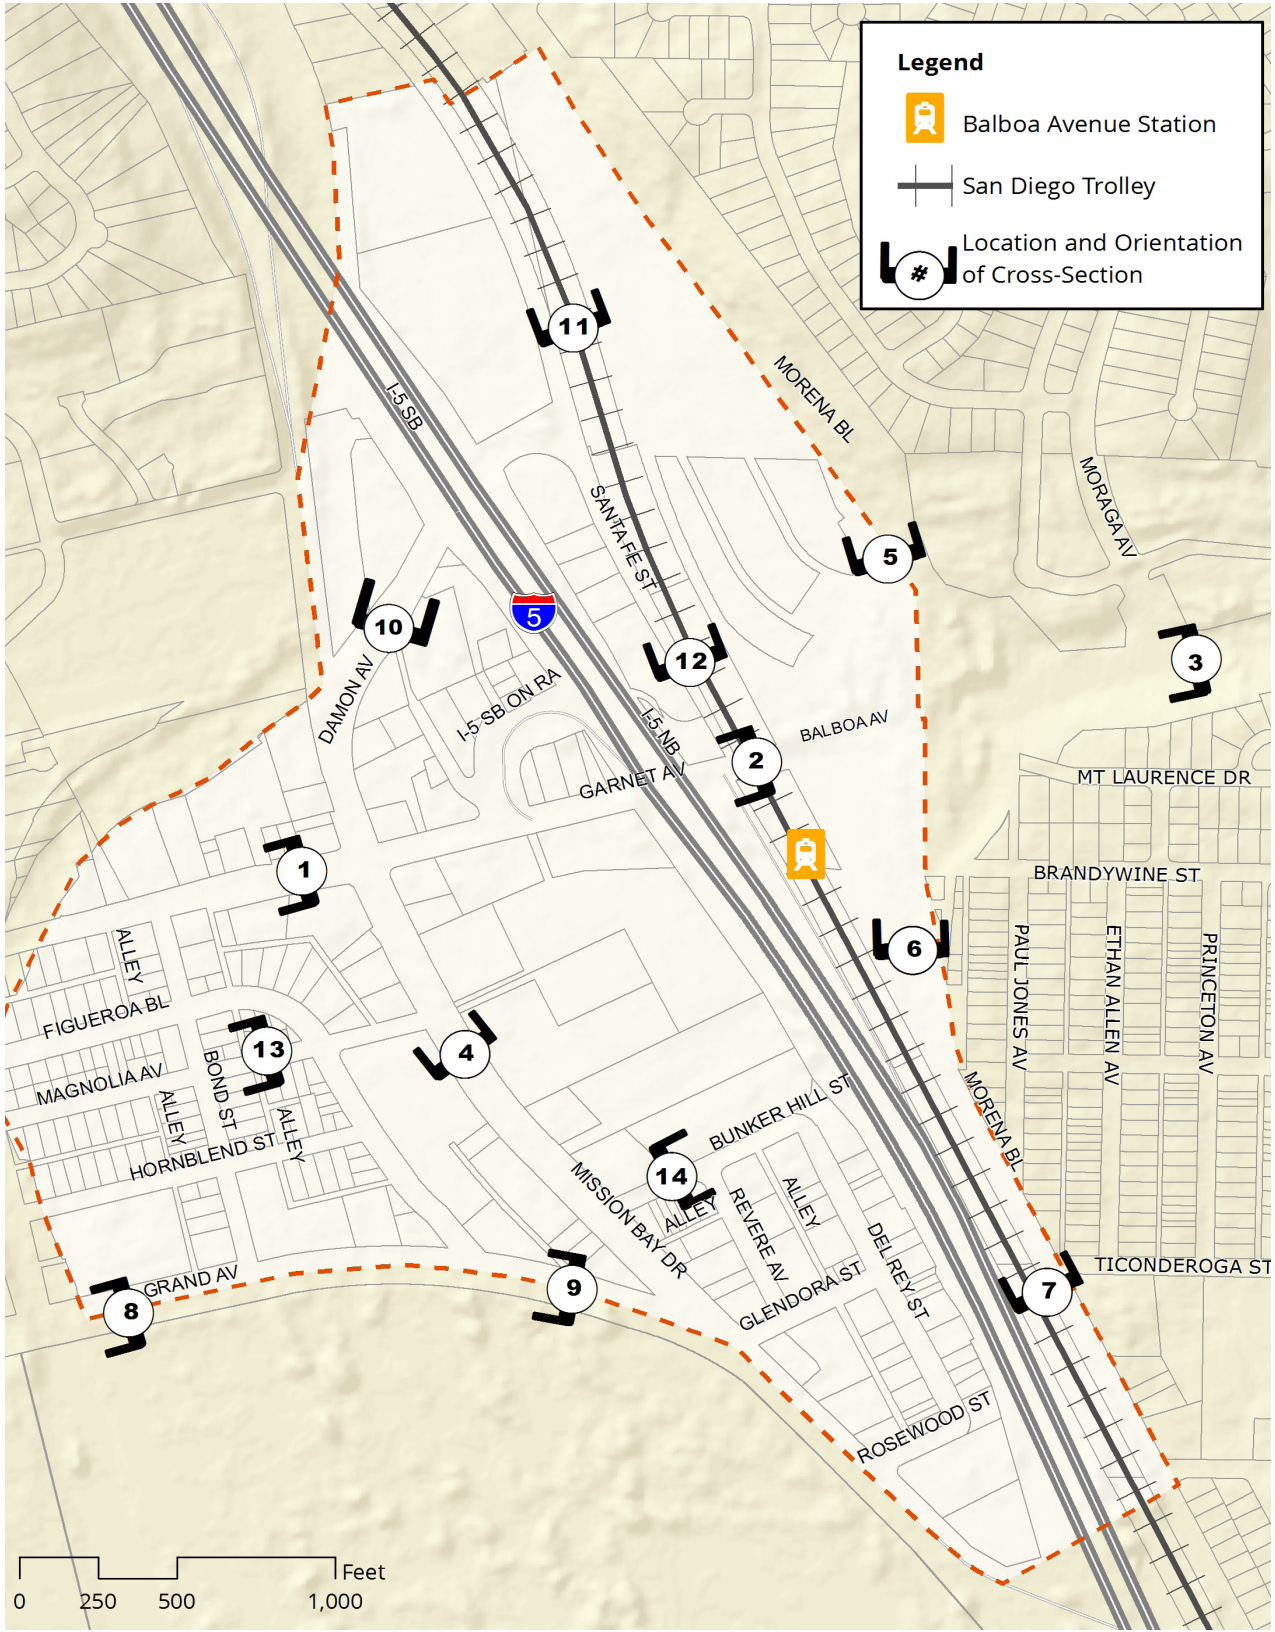 Legend
Balboa Avenue Station
San Diego Trolley
#
Location and Orientation
of Cross-Section
11
I-5 SB
MORENA BL
MORAGA AV
SANTA FE ST
5
5
10
12
3
DAMON AV
I-5 SB ON RA
I-5 NB
BALBOA AV
2
GARNET AV
MT LAURENCE DR
1
BRANDYWINE ST
ALLEY
6
PAUL JONES AV
ETHAN ALLEN AV
PRINCETON AV
FIGUEROA BL
13
4
MAGNOLIA AV
BOND ST
ALLEY
ALLEY
HORNBLEND ST
MORENA BL
BUNKER HILL ST
14
MISSION BAY DR
ALLEY
REVERE AV
ALLEY
DEL REY ST
GLENDORA ST
TICONDEROGA ST
7
GRAND AV
8
9
ROSEWOOD ST
Feet
0 250 500 1,000